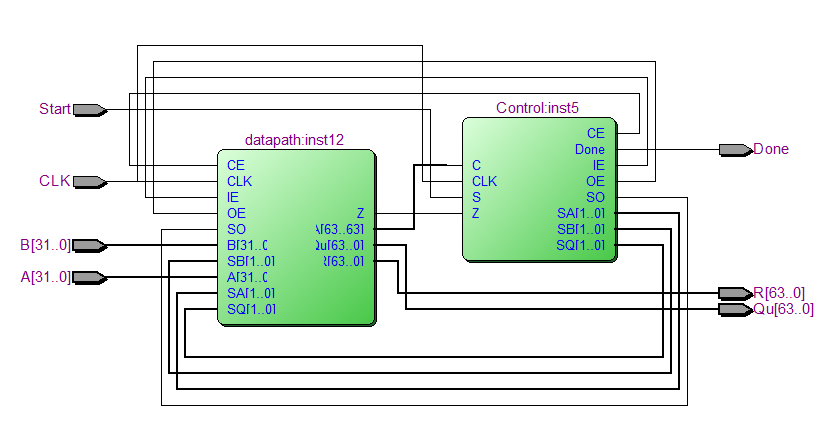 Start
CLK
B[31..0]
A[31..0]
datapath:inst12
CE
CLK
IE
OE
SO
B[31..0
SB[1..0]
A[31..0
SA[1..0]
SQ[1..0]
Z
A[63..63]
Qu[63..0]
R[63..0]
Control:inst5
C
CLK
S
Z
CE
Done
IE
OE
SO
SA[1..0]
SB[1..0]
SQ[1..0]
Done
R[63..0]
Qu[63..0]